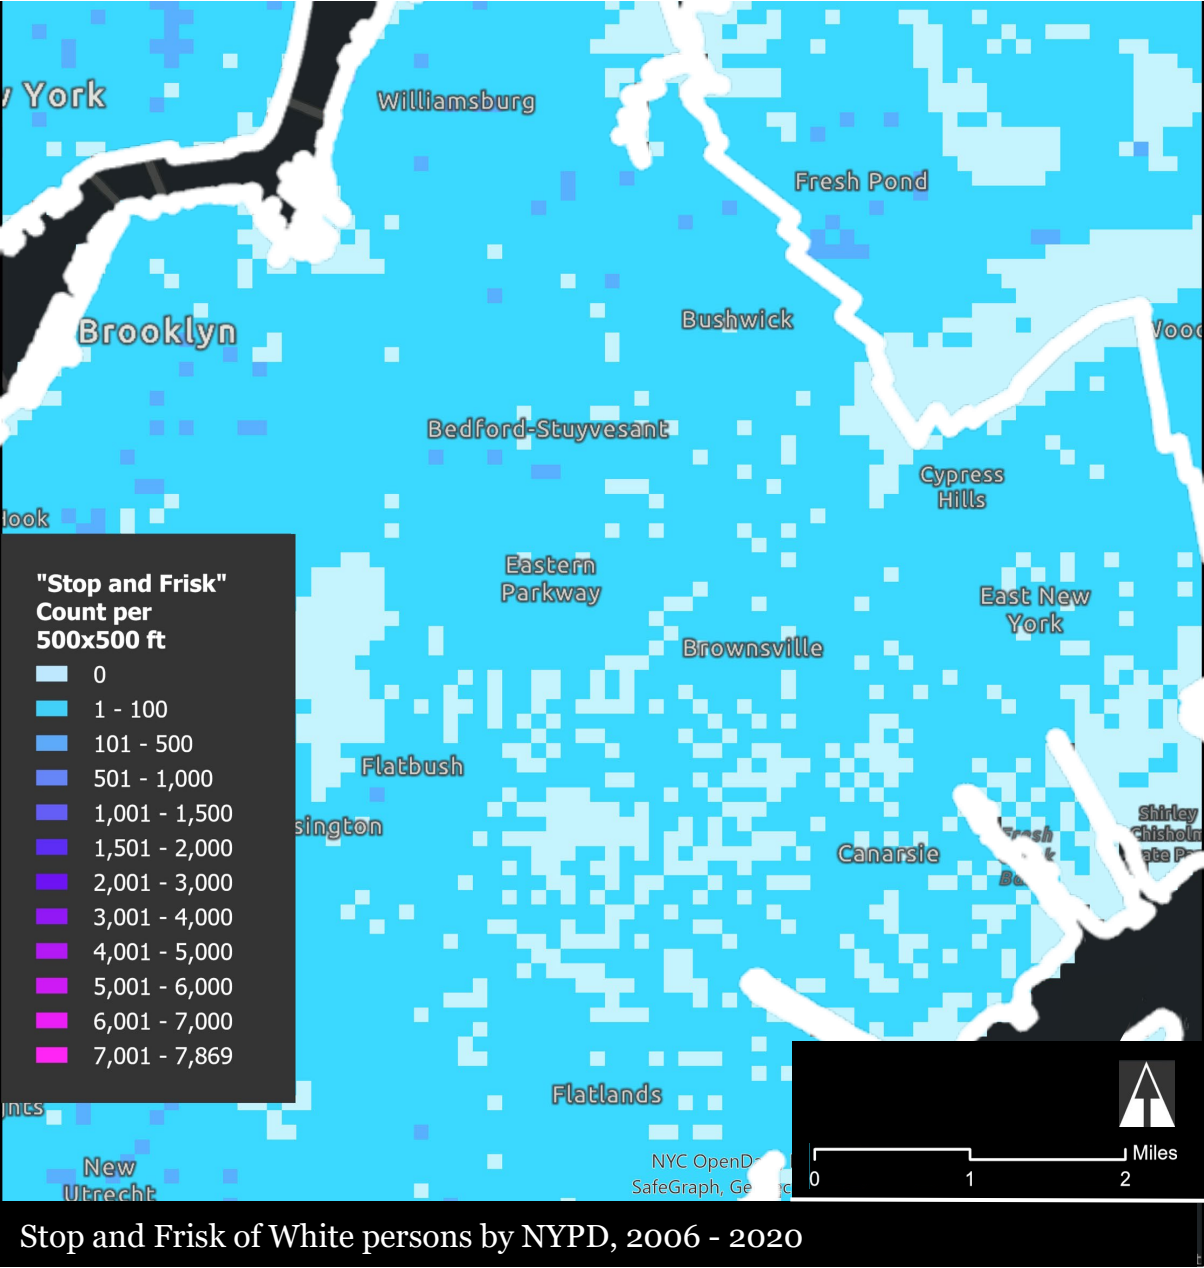 Williamsburg
York
Fresh Pond
Brooklyn
Bushwick
Bedford-Stuyvesant
Cypress
Hills
Eastern
Parkway
East New
York
Brownsville
"Stop and Frisk"
Count per
500x500 ft
0
1 - 100
101 - 500
501 - 1,000
1,001 - 1,500
1,501 - 2,000
2,001 - 3,000
3,001 - 4,000
4,001 - 5,000
5,001 - 6,000
6,001 - 7,000
7,001 - 7,869
Flatbush
sington
Canarsie
Shirley
Chisholm
Flatlands
New
Utrecht
NYC OpenDa
SafeGraph, Ge
0 1 2 Miles
Stop and Frisk of White persons by NYPD, 2006 - 2020